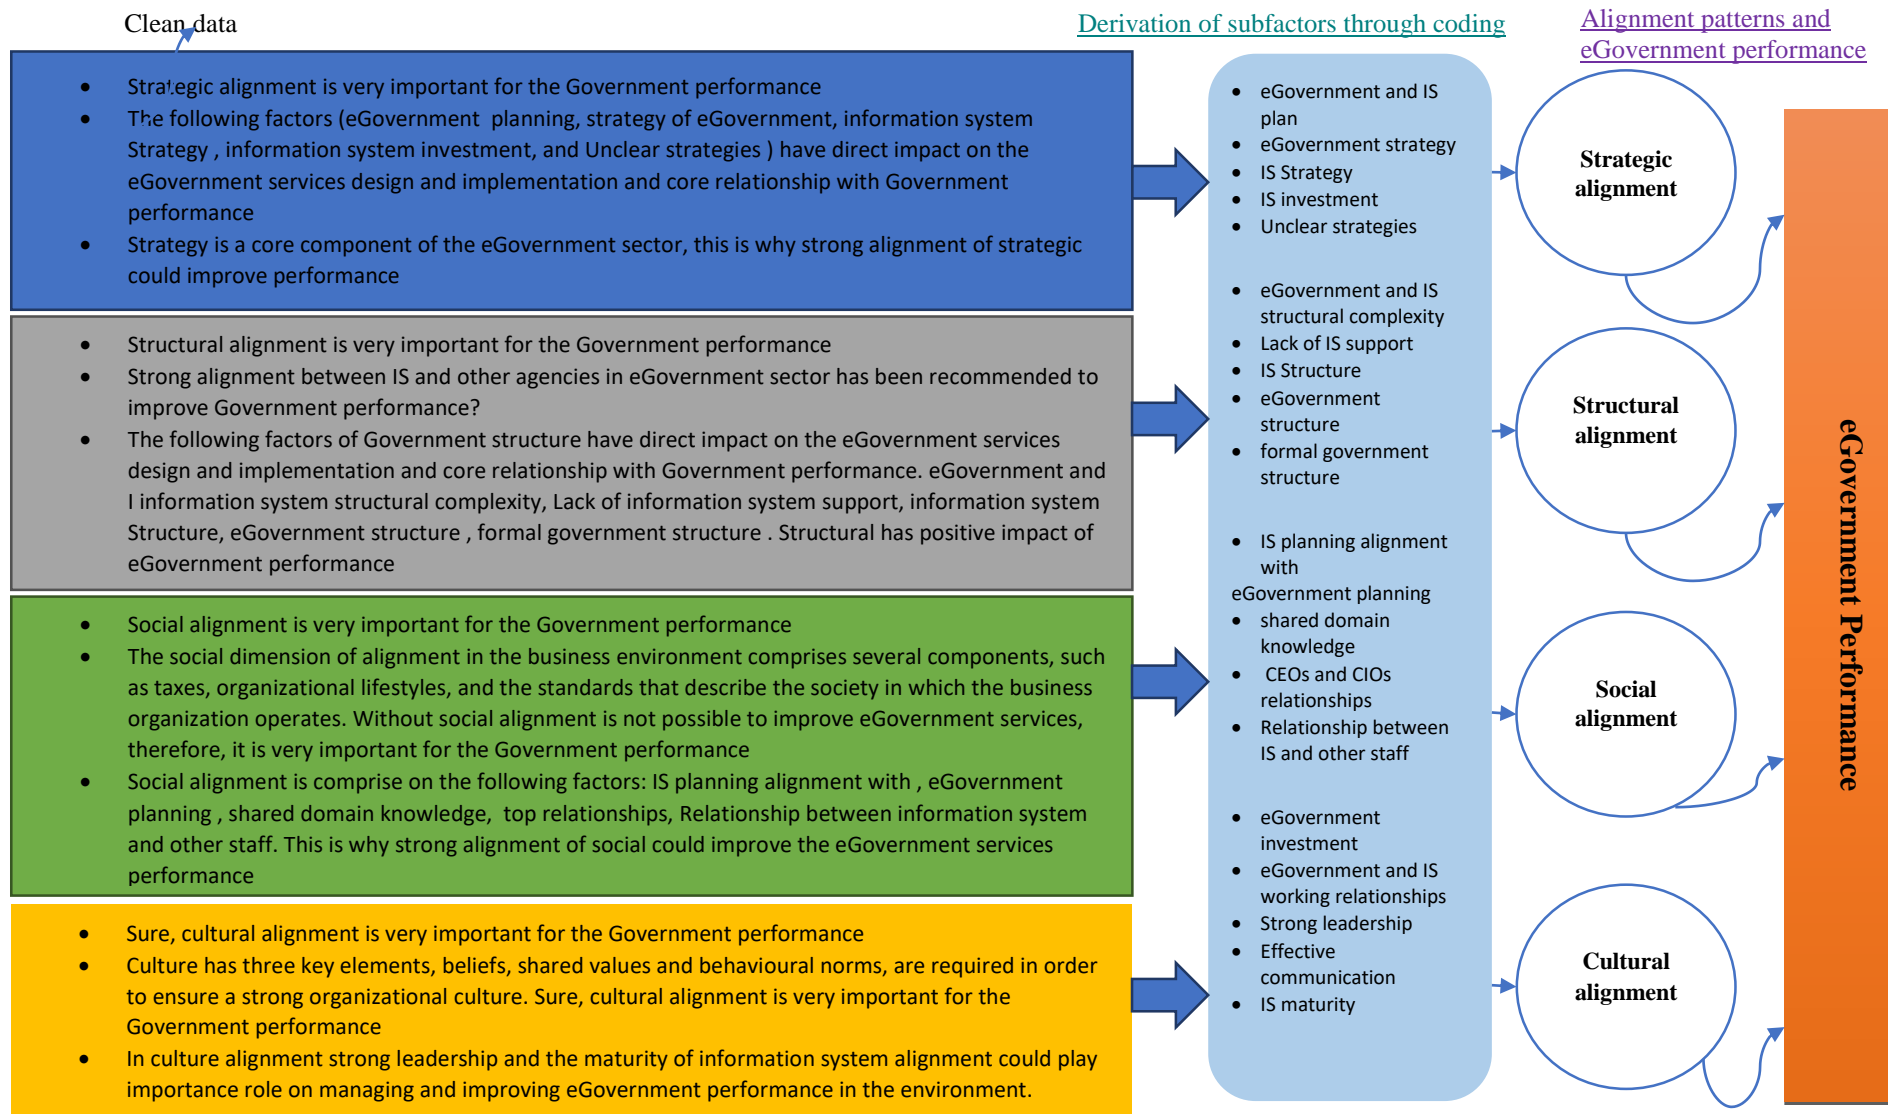 Clean data
Derivation of subfactors through coding
Alignment patterns and
eGovernment performance
• Strategic alignment is very important for the Government performance
• The following factors (eGovernment planning, strategy of eGovernment, information system
Strategy , information system investment, and Unclear strategies ) have direct impact on the
eGovernment services design and implementation and core relationship with Government
performance
• Strategy is a core component of the eGovernment sector, this is why strong alignment of strategic
could improve performance
• Structural alignment is very important for the Government performance
• Strong alignment between IS and other agencies in eGovernment sector has been recommended to
improve Government performance?
• The following factors of Government structure have direct impact on the eGovernment services
design and implementation and core relationship with Government performance. eGovernment and
I information system structural complexity, Lack of information system support, information system
Structure, eGovernment structure , formal government structure . Structural has positive impact of
eGovernment performance
• Social alignment is very important for the Government performance
• The social dimension of alignment in the business environment comprises several components, such
as taxes, organizational lifestyles, and the standards that describe the society in which the business
organization operates. Without social alignment is not possible to improve eGovernment services,
therefore, it is very important for the Government performance
• Social alignment is comprise on the following factors: IS planning alignment with , eGovernment
planning , shared domain knowledge, top relationships, Relationship between information system
and other staff. This is why strong alignment of social could improve the eGovernment services
performance
• Sure, cultural alignment is very important for the Government performance
• Culture has three key elements, beliefs, shared values and behavioural norms, are required in order
to ensure a strong organizational culture. Sure, cultural alignment is very important for the
Government performance
• In culture alignment strong leadership and the maturity of information system alignment could play
importance role on managing and improving eGovernment performance in the environment.
• eGovernment and IS
plan
• eGovernment strategy
• IS Strategy
• IS investment
• Unclear strategies
• eGovernment and IS
structural complexity
• Lack of IS support
• IS Structure
• eGovernment
structure
• formal government
structure
• IS planning alignment
with
eGovernment planning
• shared domain
knowledge
• CEOs and CIOs
relationships
• Relationship between
IS and other staff
• eGovernment
investment
• eGovernment and IS
working relationships
• Strong leadership
• Effective
communication
• IS maturity
Strategic
alignment
Structural
alignment
Social
alignment
Cultural
alignment
eGovernment Performance